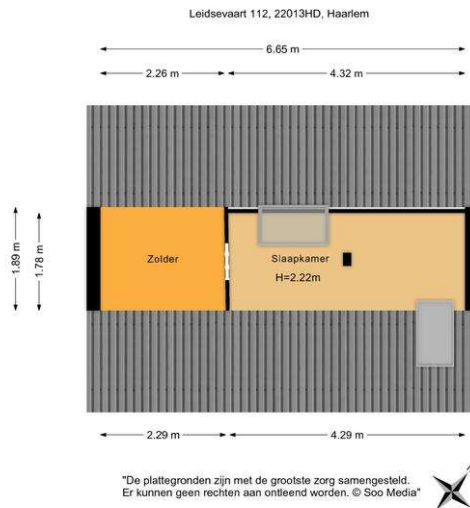 Leidsevaart 112, 22013HD, Haarlem
6.65 m
2.26 m
4.32 m
1.89 m
1.78 m
Zolder
Slaapkamer
H=2.22m
2.29 m
4.29 m
"De plattegronden zijn met de grootste zorg samengesteld.
Er kunnen geen rechten aan ontleend worden. © Soo Media"